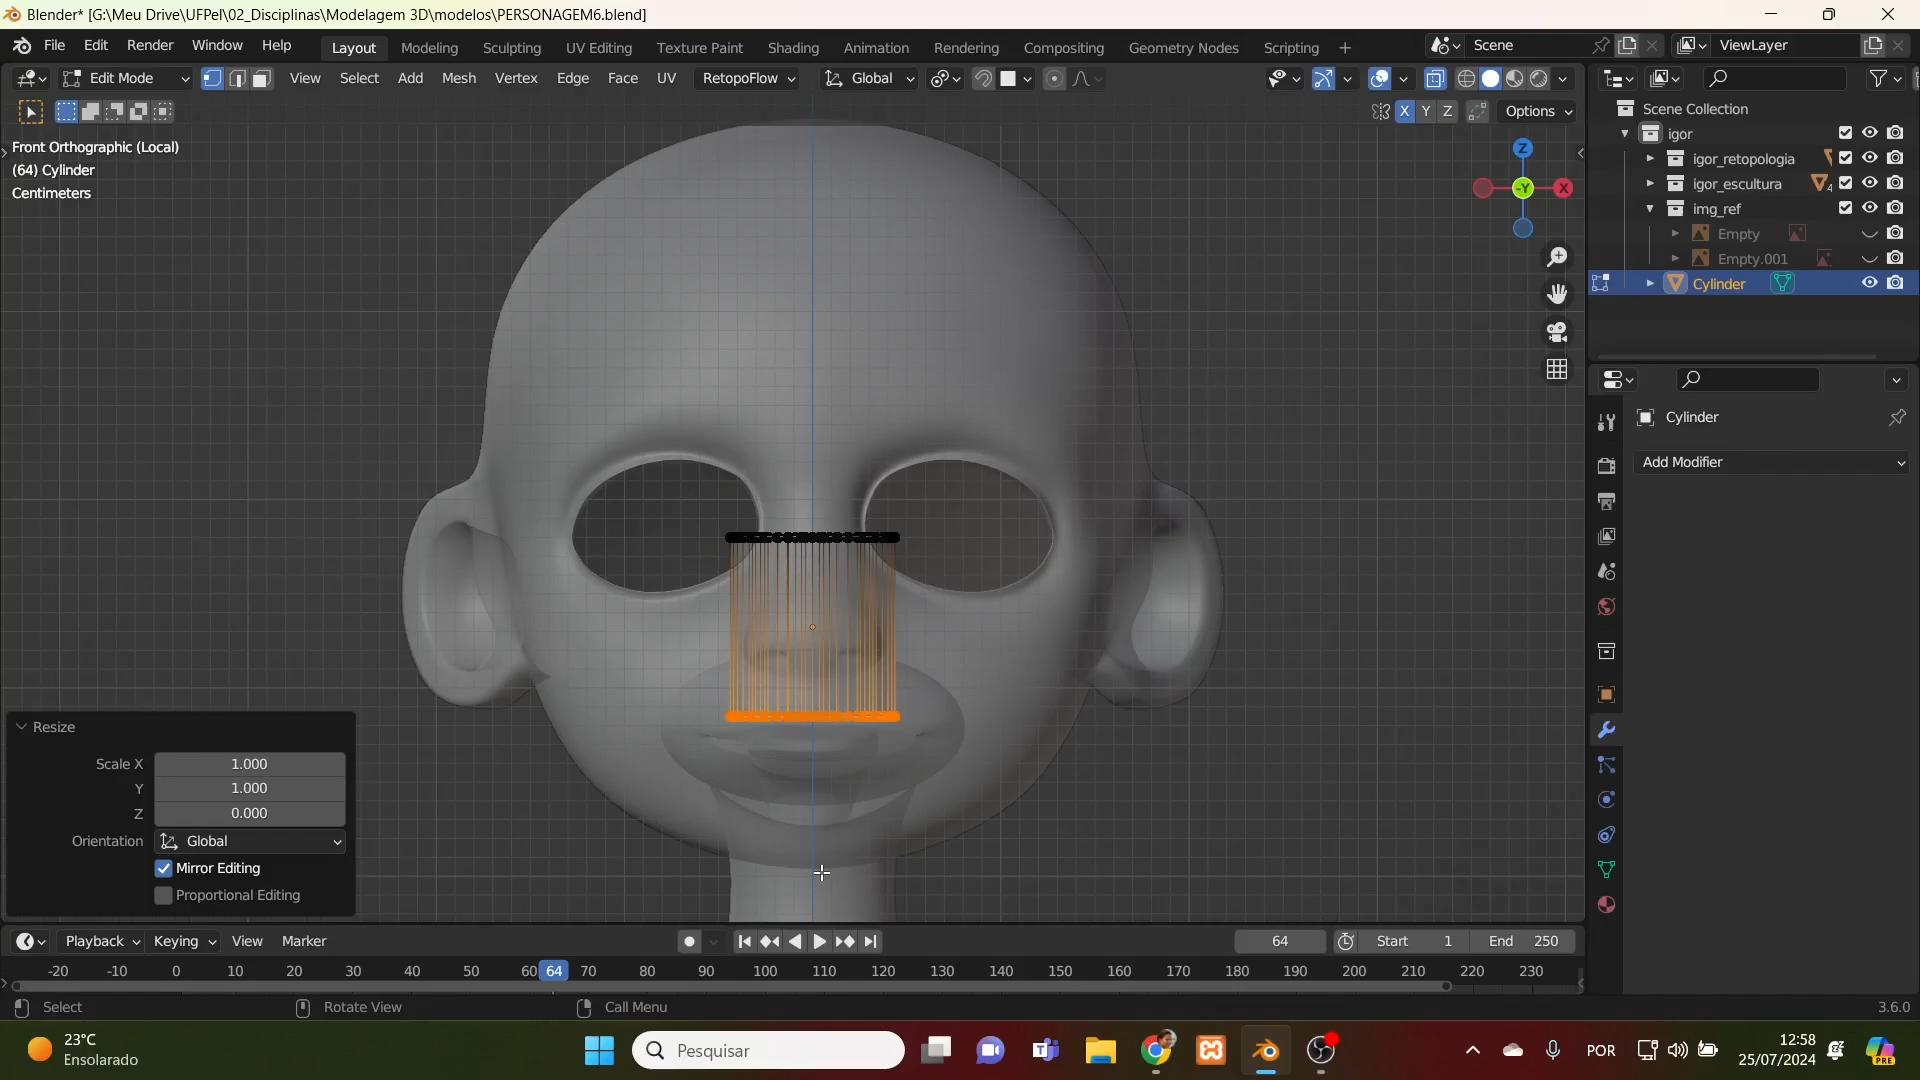 Blender* [G:\Meu Drive\UFPel\02_Disciplinas\Modelagem 3D\modelos\PERSONAGEM6.blend]
File Edit Render Window Help Layout Modeling Sculpting UV Editing Texture Paint Shading Animation Rendering Compositing Geometry Nodes Scripting + Scene ViewLayer
Edit Mode View Select Add Mesh Vertex Edge Face UV RetopoFlow Global
X Y Z Options
Front Orthographic (Local)
(64) Cylinder
Centimeters
Z
-Y X
Scene Collection
igor
igor_retopologia
igor_escultura 4
img_ref
Empty
Empty.001
Cylinder
Cylinder
Add Modifier
Resize
Scale X 1.000
Y 1.000
Z 0.000
Orientation Global
Mirror Editing
Proportional Editing
Playback Keying View Marker 64 Start 1 End 250
-20 -10 0 10 20 30 40 50 60 64 70 80 90 100 110 120 130 140 150 160 170 180 190 200 210 220 230
Select Rotate View Call Menu 3.6.0
23°C
Ensolarado
Pesquisar
POR
12:58
25/07/2024
PRE